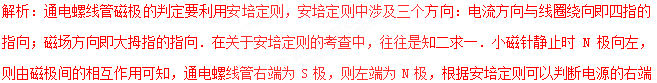 解析：通电螺线管磁极的判定要利用安培定则，安培定则中涉及三个方向：电流方向与线圈绕向即四指的
指向；磁场方向即大拇指的指向．在关于安培定则的考查中，往往是知二求一．小磁针静止时 N 极向左，
则由磁极间的相互作用可知，通电螺线管右端为 S 极，则左端为 N 极，根据安培定则可以判断电源的右端